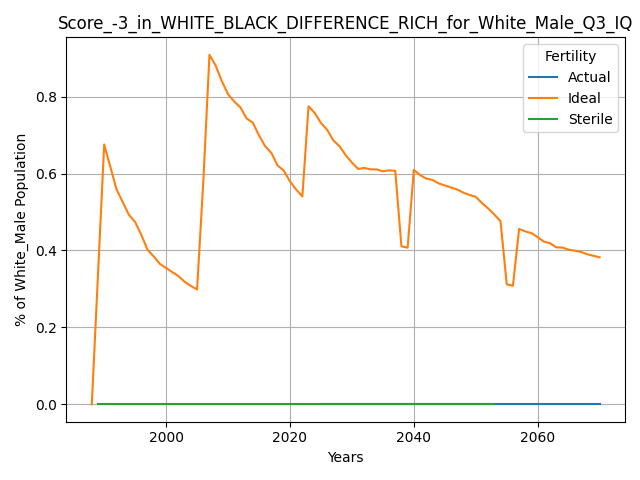 Score_-3_in_WHITE_BLACK_DIFFERENCE_RICH_for_White_Male_Q3_IQ
Fertility
Actual
Ideal
Sterile
% of White_Male Population
0.8
0.6
0.4
0.2
0.0
2000
2020
2040
2060
Years